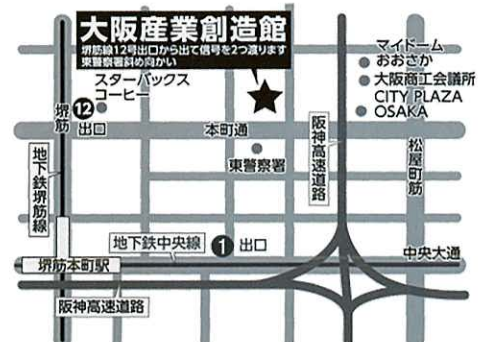 大阪産業創造館
堺筋線12号出口から出て信号を2つ渡ります
東警察署斜め向かい
スターバックス
コーヒー
12
出口
堺筋
本町通
東警察署
阪神高速道路
マイドーム
おおさか
大阪商工会議所
CITY PLAZA
OSAKA
松屋町筋
地下鉄堺筋線
地下鉄中央線
1 出口
中央大通
堺筋本町駅
阪神高速道路